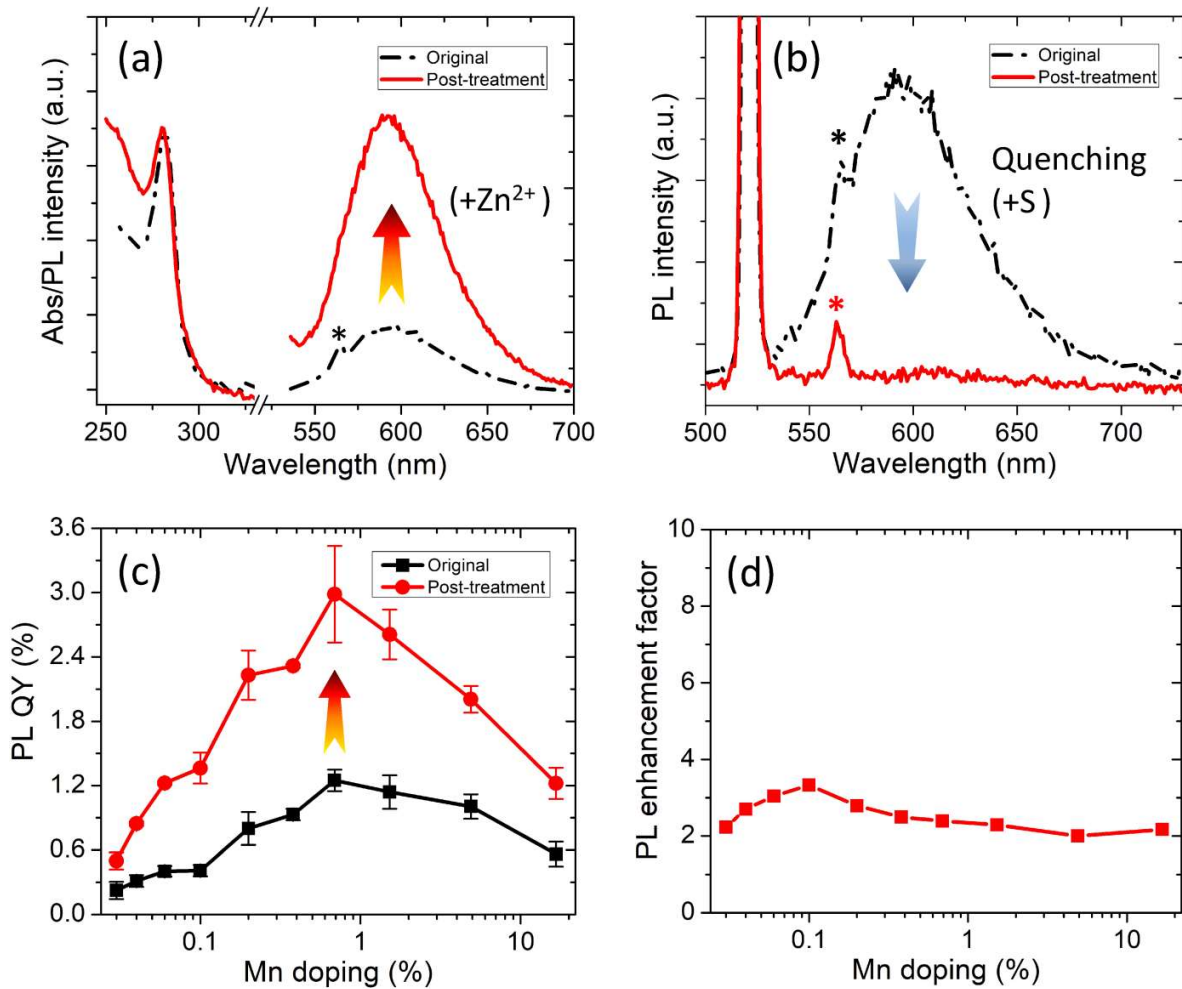 (a)
Original
Post-treatment
(+Zn²⁺)
*
Abs/PL intensity (a.u.)
250 300 550 600 650 700
Wavelength (nm)
(b)
Original
Post-treatment
*
Quenching
(+S)
*
PL intensity (a.u.)
500 550 600 650 700
Wavelength (nm)
(c)
Original
Post-treatment
PL QY (%)
3.6
3.0
2.4
1.8
1.2
0.6
0.0
0.1 1 10
Mn doping (%)
(d)
PL enhancement factor
10
8
6
4
2
0
0.1 1 10
Mn doping (%)